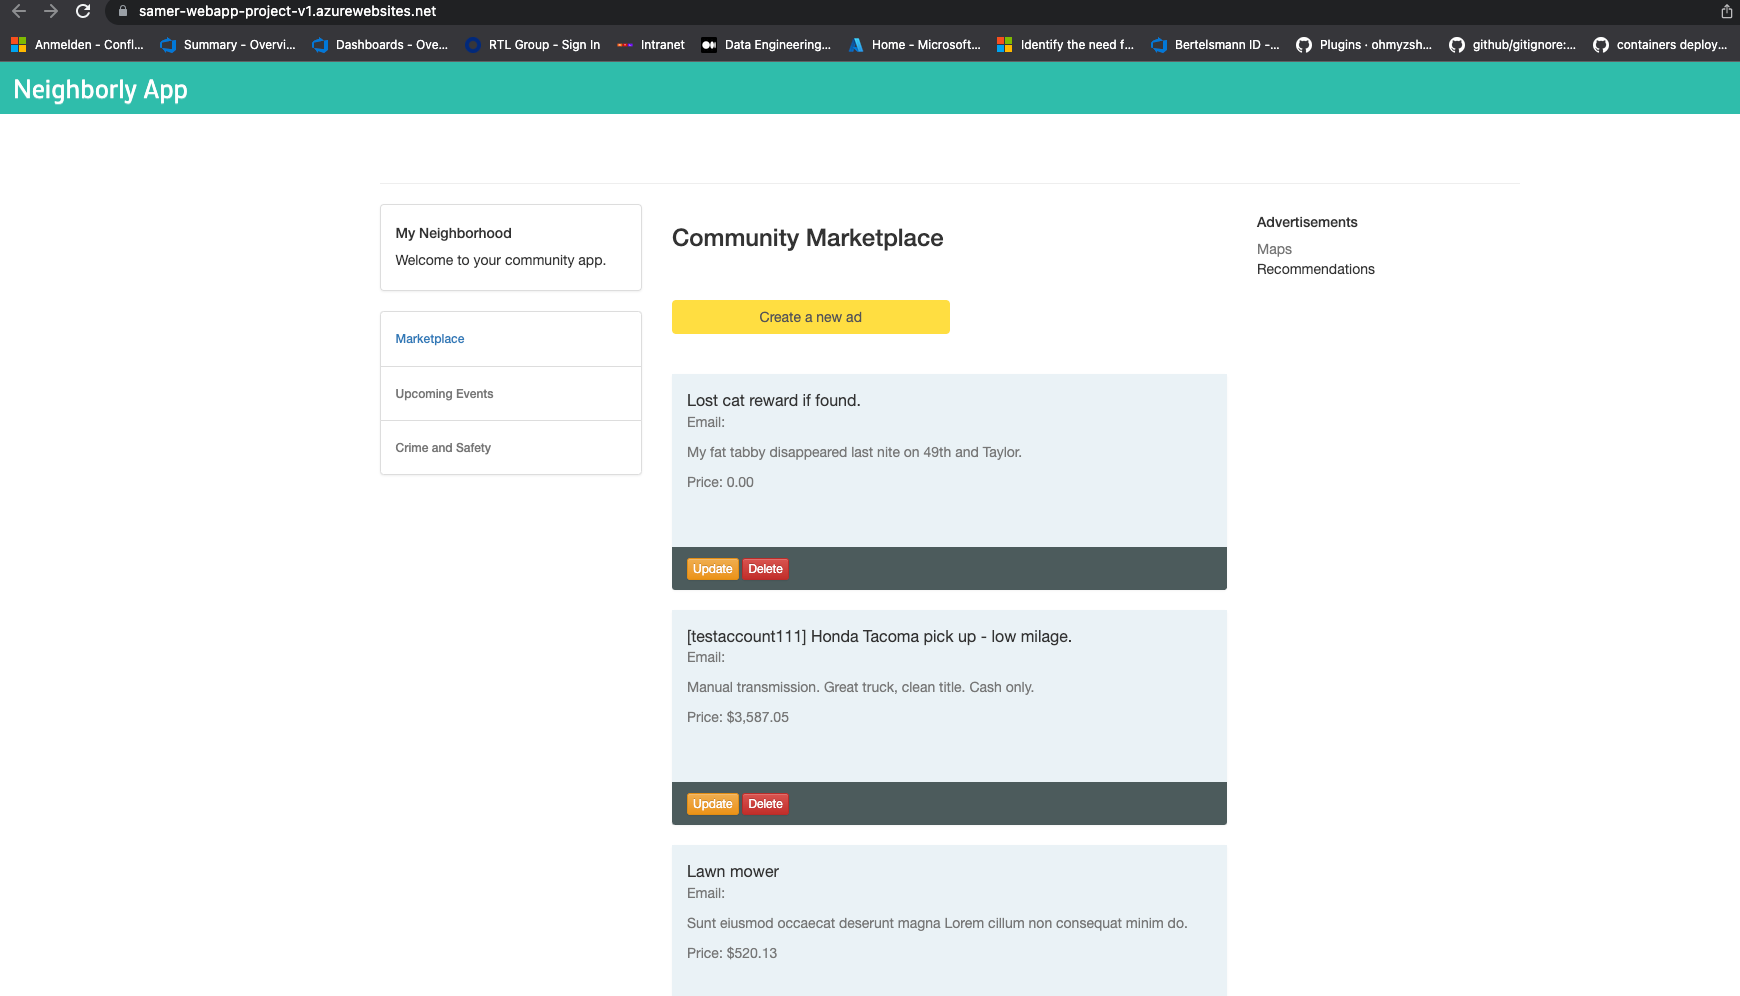 samer-webapp-project-v1.azurewebsites.net
Anmelden - Confl... Summary - Overvi... Dashboards - Ove... RTL Group - Sign In Intranet Data Engineering... Home - Microsoft... Identify the need f... Bertelsmann ID -... Plugins · ohmyzsh... github/gitignore:... containers deploy...
Neighborly App
My Neighborhood
Welcome to your community app.
Marketplace
Upcoming Events
Crime and Safety
Community Marketplace
Create a new ad
Lost cat reward if found.
Email:
My fat tabby disappeared last nite on 49th and Taylor.
Price: 0.00
Update Delete
[testaccount111] Honda Tacoma pick up - low milage.
Email:
Manual transmission. Great truck, clean title. Cash only.
Price: $3,587.05
Update Delete
Lawn mower
Email:
Sunt eiusmod occaecat deserunt magna Lorem cillum non consequat minim do.
Price: $520.13
Advertisements
Maps
Recommendations